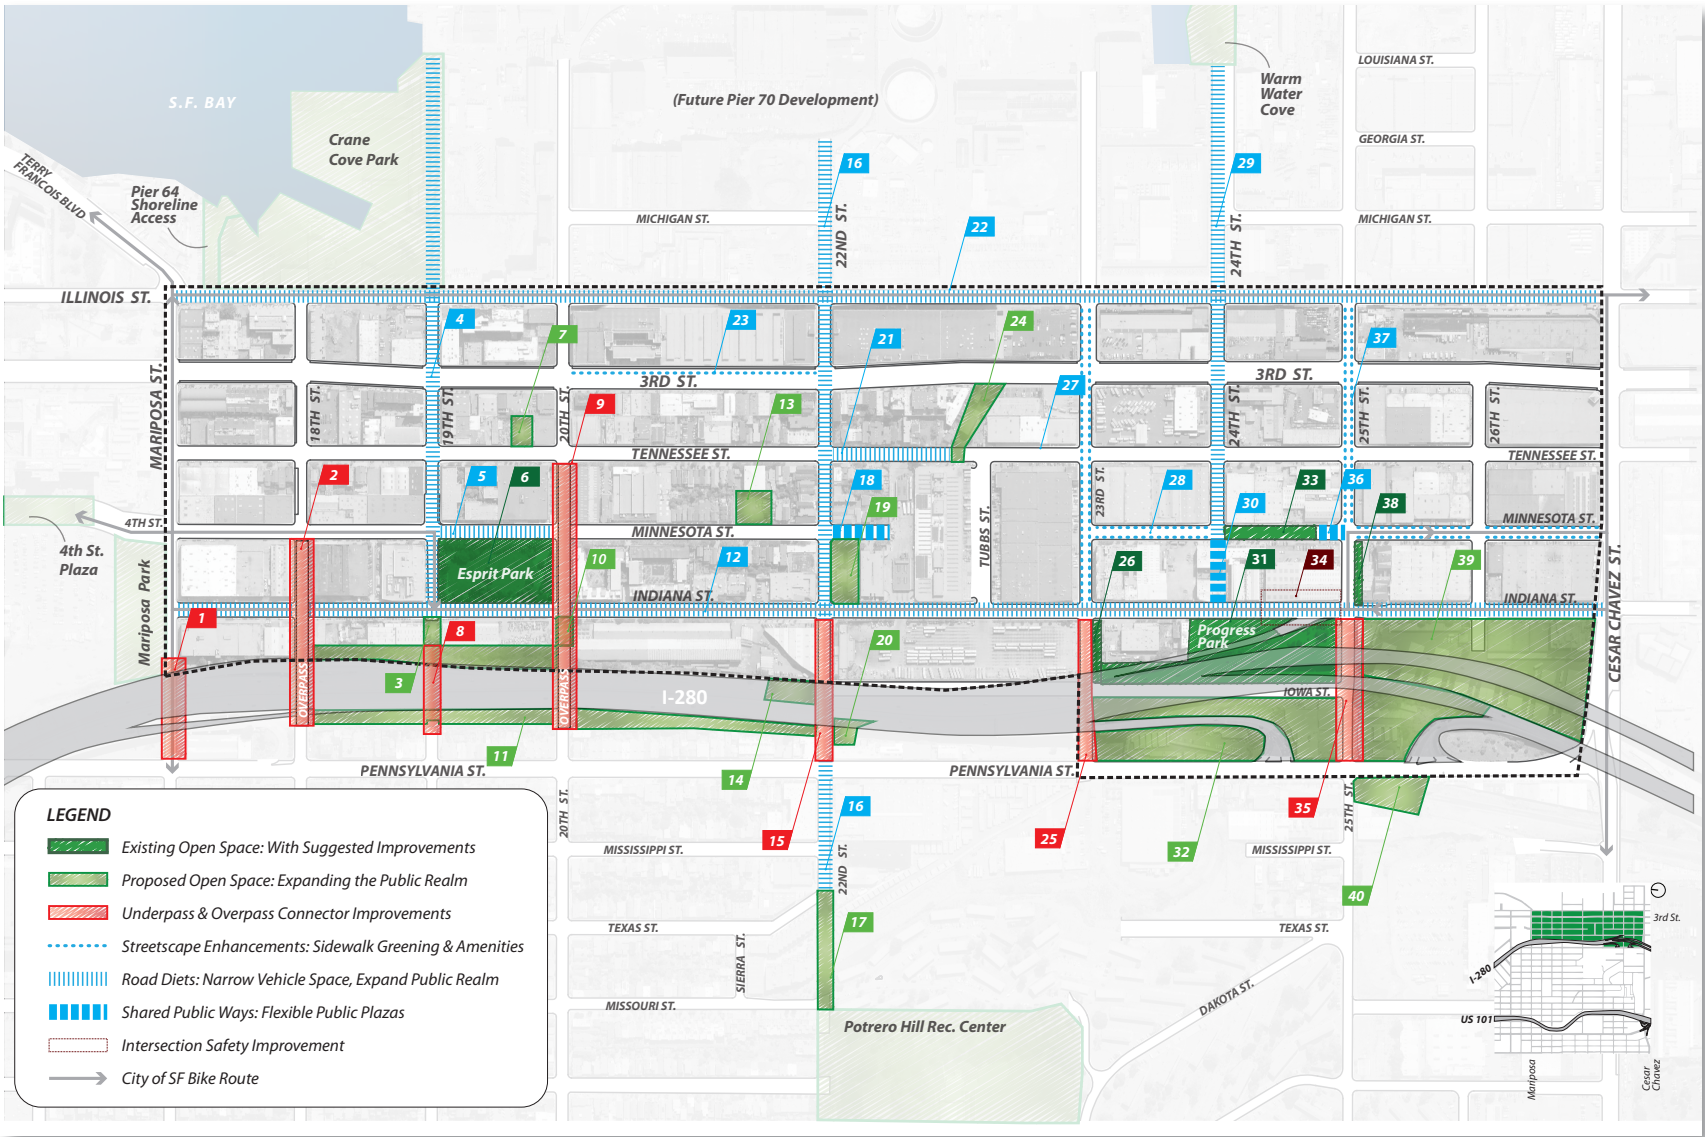 S.F. BAY
Crane
Cove Park
(Future Pier 70 Development)
Warm
Water
Cove
LOUISIANA ST.
GEORGIA ST.
TERRY
FRANCOIS BLVD
Pier 64
Shoreline
Access
MICHIGAN ST.
MICHIGAN ST.
16
29
22
22ND ST.
24TH ST.
ILLINOIS ST.
4
7
23
21
24
37
27
3RD ST.
3RD ST.
MARIPOSA ST.
18TH ST.
19TH ST.
20TH ST.
9
13
24TH ST.
25TH ST.
26TH ST.
TENNESSEE ST.
TENNESSEE ST.
2
5
6
18
19
23RD ST.
28
30
33
36
38
4TH ST.
MINNESOTA ST.
MINNESOTA ST.
4th St.
Plaza
Mariposa Park
Esprit Park
10
12
TUBBS ST.
26
31
34
39
CESAR CHAVEZ ST.
INDIANA ST.
INDIANA ST.
1
8
20
Progress
Park
3
OVERPASS
OVERPASS
I-280
IOWA ST.
11
14
PENNSYLVANIA ST.
PENNSYLVANIA ST.
15
16
25
32
35
40
20TH ST.
22ND ST.
25TH ST.
MISSISSIPPI ST.
MISSISSIPPI ST.
17
TEXAS ST.
TEXAS ST.
SIERRA ST.
MISSOURI ST.
DAKOTA ST.
Potrero Hill Rec. Center
LEGEND
Existing Open Space: With Suggested Improvements
Proposed Open Space: Expanding the Public Realm
Underpass & Overpass Connector Improvements
Streetscape Enhancements: Sidewalk Greening & Amenities
Road Diets: Narrow Vehicle Space, Expand Public Realm
Shared Public Ways: Flexible Public Plazas
Intersection Safety Improvement
City of SF Bike Route
3rd St.
I-280
US 101
Mariposa
Cesar
Chavez